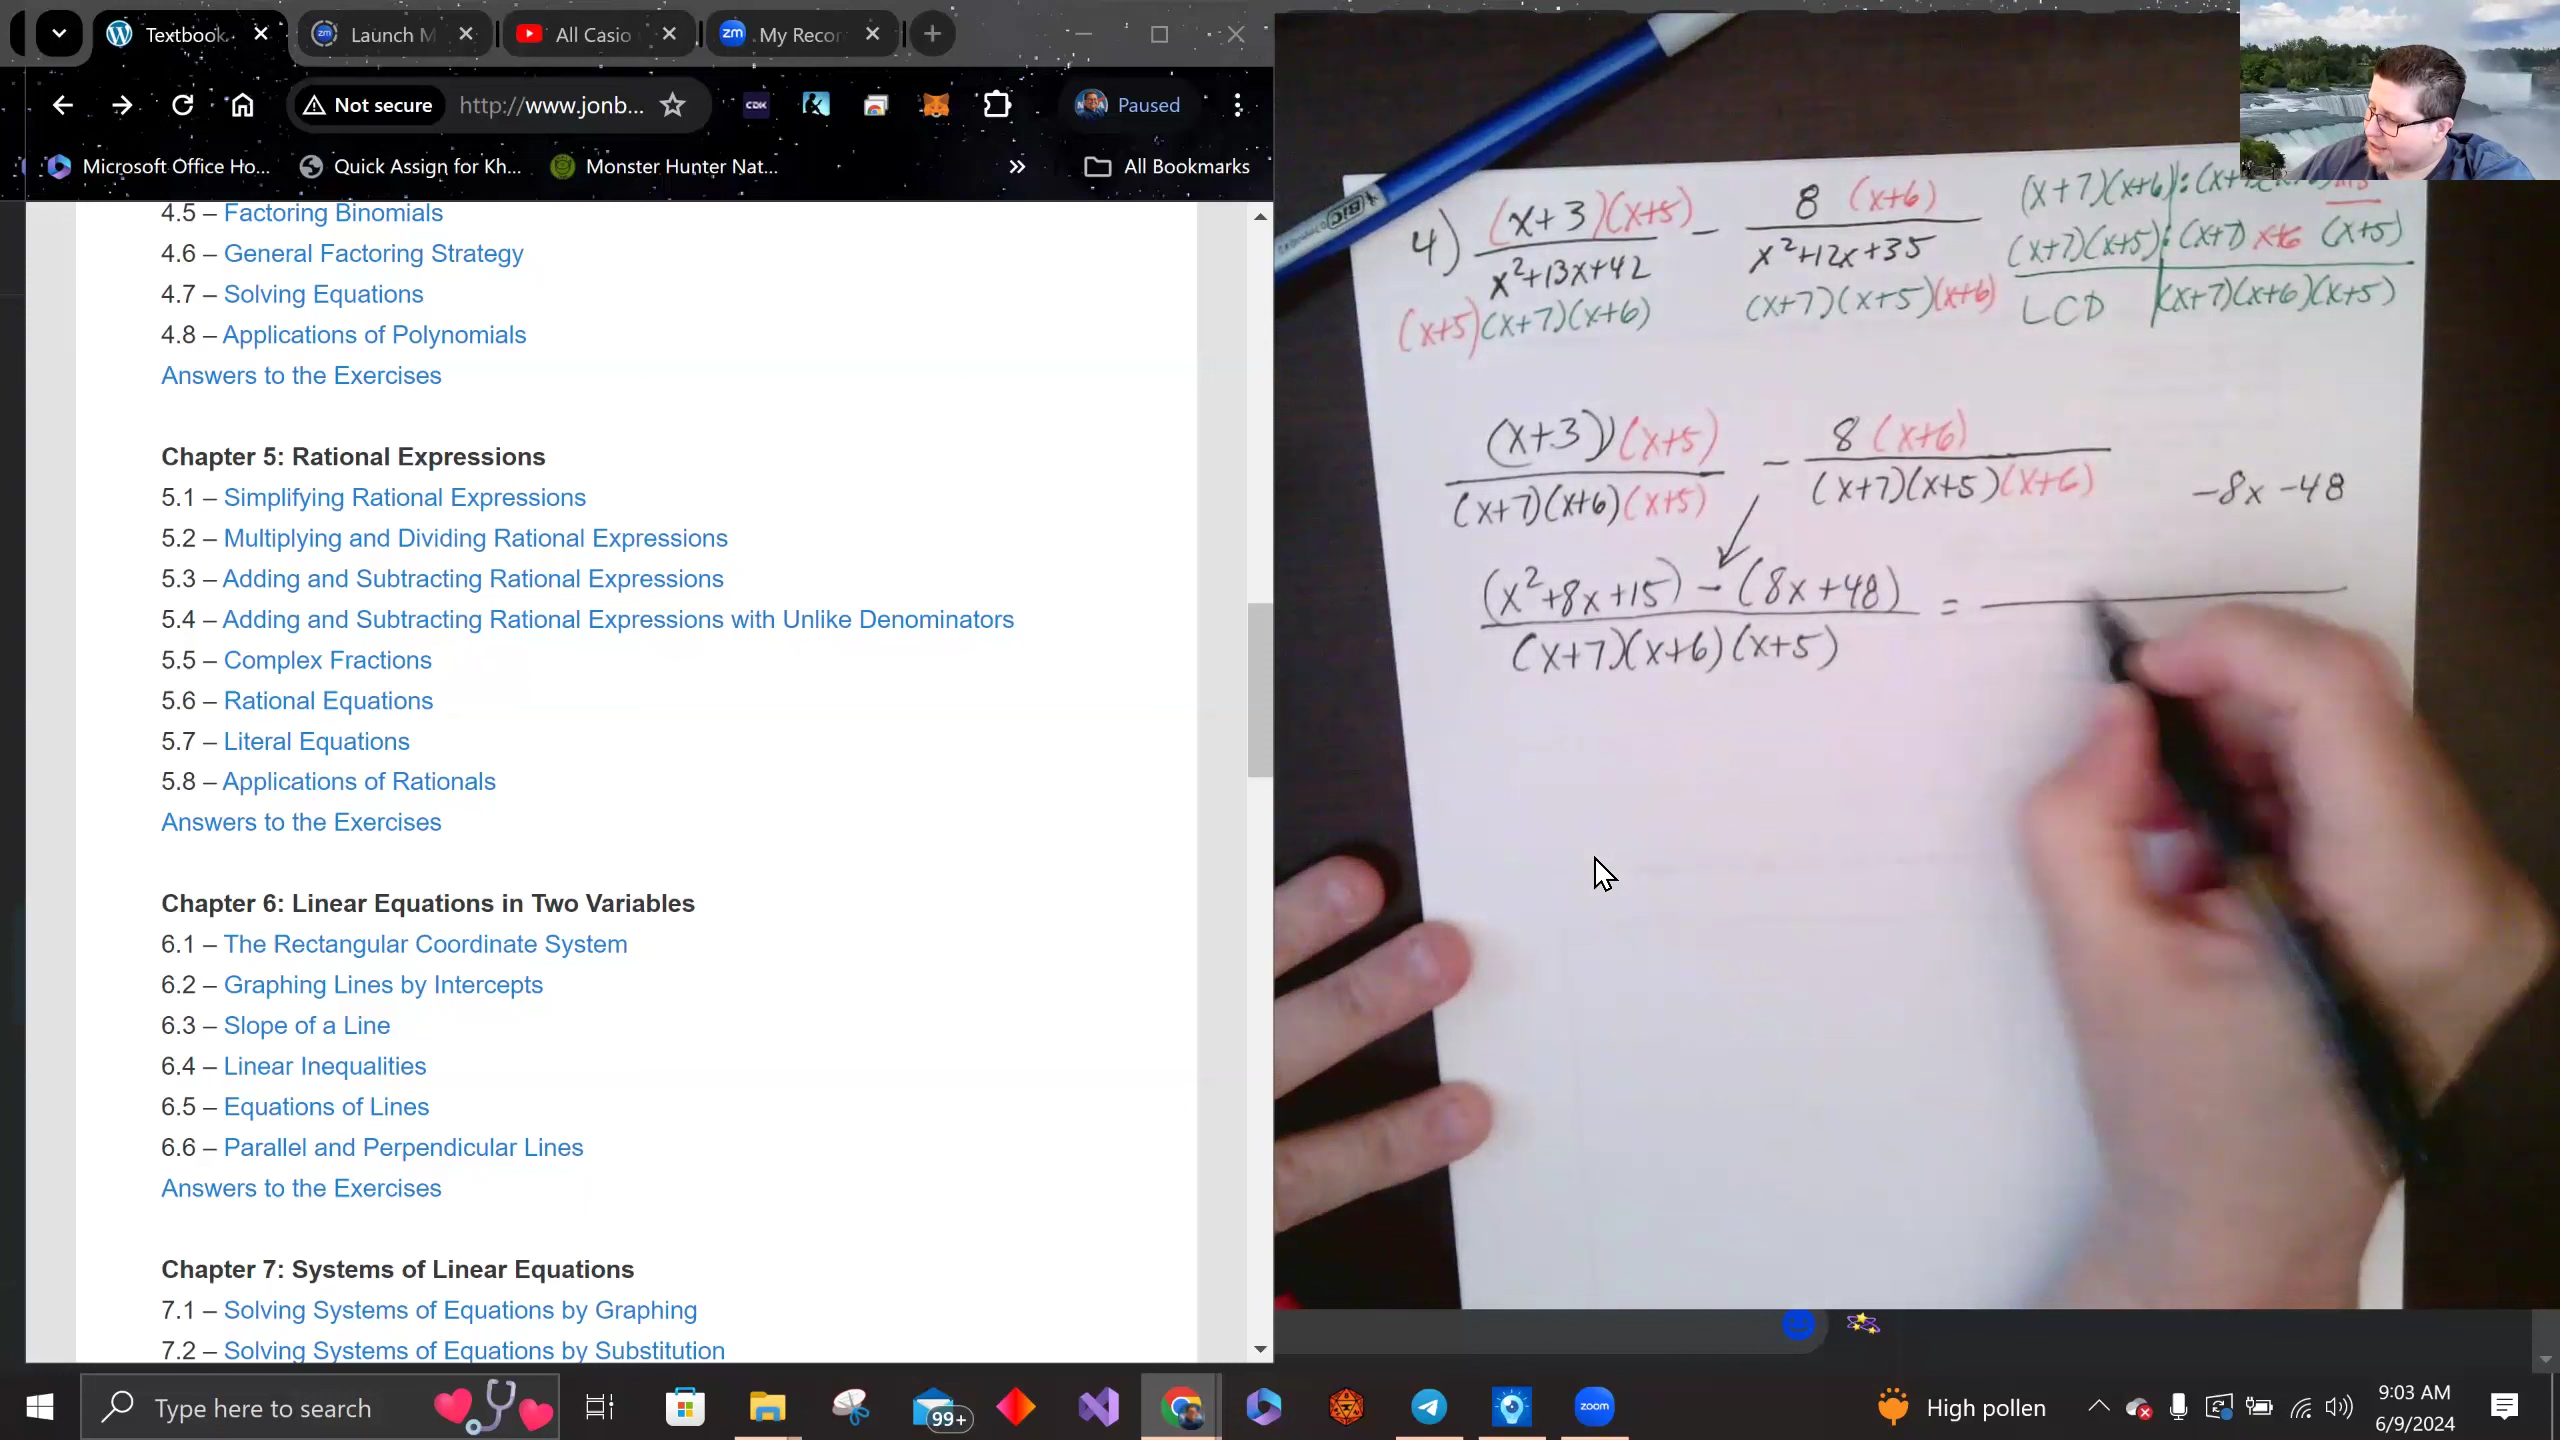 Textbook
Launch M
All Casio
My Recor
Not secure
http://www.jonb...
Paused
Microsoft Office Ho...
Quick Assign for Kh...
Monster Hunter Nat...
»
All Bookmarks
4.5 – Factoring Binomials
4.6 – General Factoring Strategy
4.7 – Solving Equations
4.8 – Applications of Polynomials
Answers to the Exercises
Chapter 5: Rational Expressions
5.1 – Simplifying Rational Expressions
5.2 – Multiplying and Dividing Rational Expressions
5.3 – Adding and Subtracting Rational Expressions
5.4 – Adding and Subtracting Rational Expressions with Unlike Denominators
5.5 – Complex Fractions
5.6 – Rational Equations
5.7 – Literal Equations
5.8 – Applications of Rationals
Answers to the Exercises
Chapter 6: Linear Equations in Two Variables
6.1 – The Rectangular Coordinate System
6.2 – Graphing Lines by Intercepts
6.3 – Slope of a Line
6.4 – Linear Inequalities
6.5 – Equations of Lines
6.6 – Parallel and Perpendicular Lines
Answers to the Exercises
Chapter 7: Systems of Linear Equations
7.1 – Solving Systems of Equations by Graphing
7.2 – Solving Systems of Equations by Substitution
BIC
4) (x+3)(x+5) − 8 (x+6)
x²+13x+42 x²+12x+35
(x+5)(x+7)(x+6) (x+7)(x+5)(x+6)
(x+7)(x+6):
(x+7)(x+5): (x+7) x+6 (x+5)
LCD (x+7)(x+6)(x+5)
(x+3))(x+5) − 8 (x+6)
(x+7)(x+6)(x+5) (x+7)(x+5)(x+6)
−8x −48
(x²+8x+15) − (8x+48) =
(x+7)(x+6)(x+5)
Type here to search
99+
CDK
zm
zm
zoom
High pollen
9:03 AM
6/9/2024